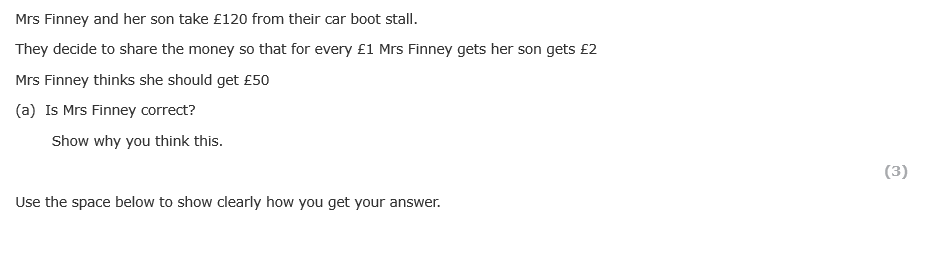 Mrs Finney and her son take £120 from their car boot stall.
They decide to share the money so that for every £1 Mrs Finney gets her son gets £2
Mrs Finney thinks she should get £50
(a) Is Mrs Finney correct?
Show why you think this.
(3)
Use the space below to show clearly how you get your answer.